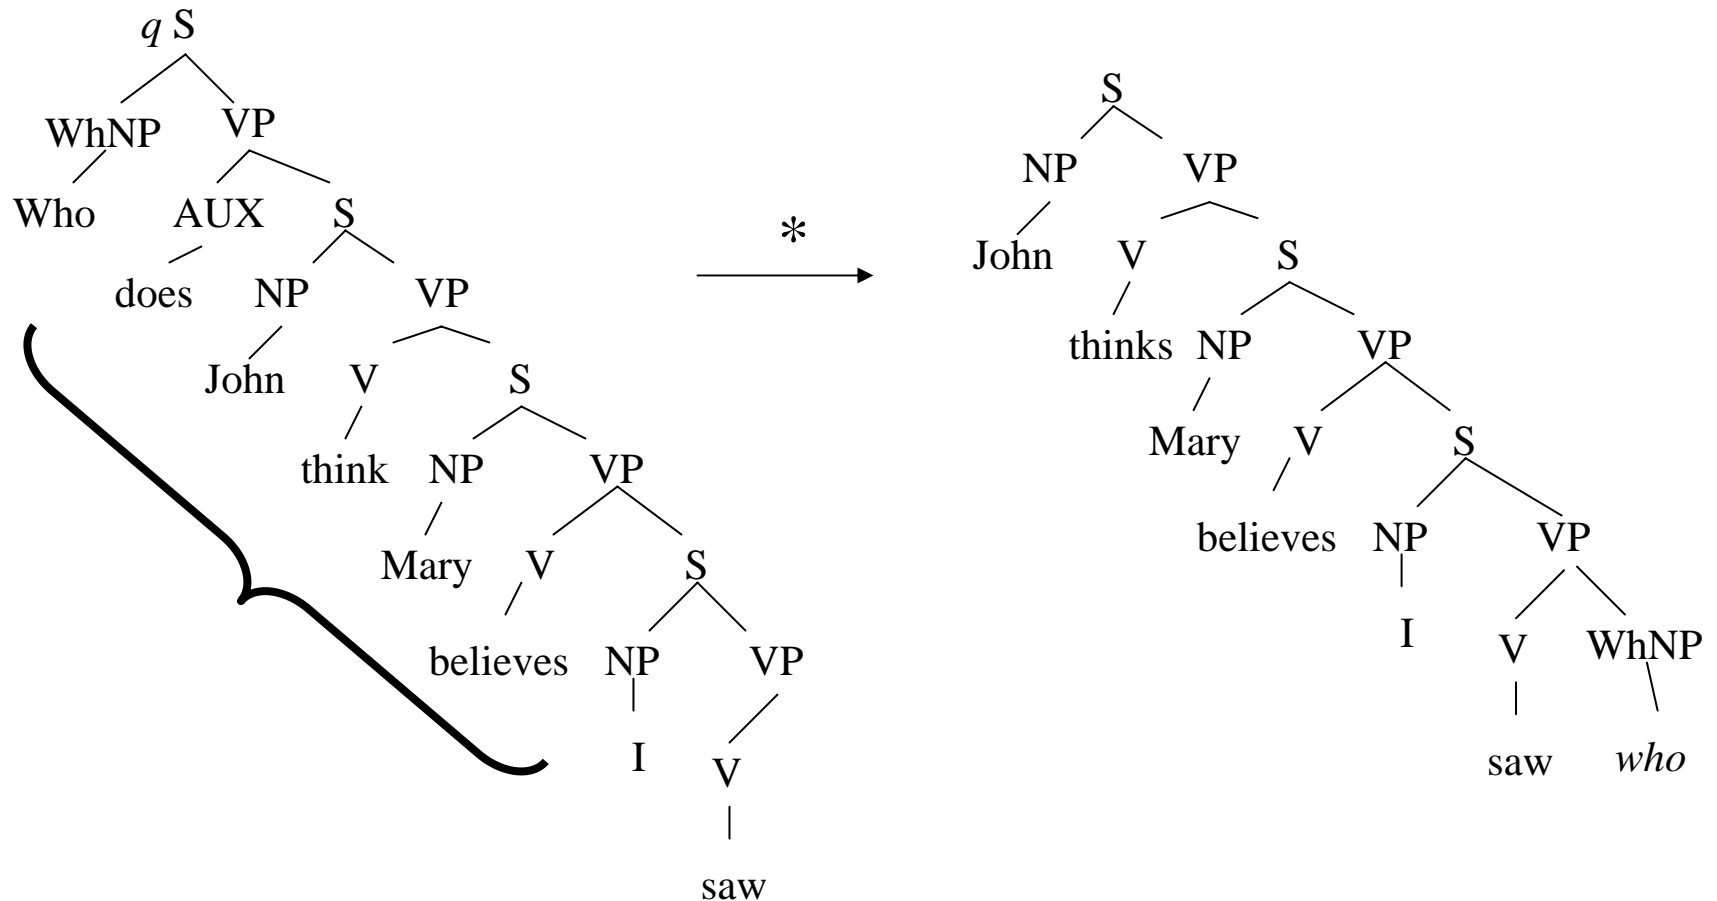 q S
S
WhNP VP
NP VP
Who AUX S
*
John V S
does NP VP
thinks NP VP
John V S
Mary V S
think NP VP
believes NP VP
Mary V S
I V WhNP
believes NP VP
saw who
I V
saw